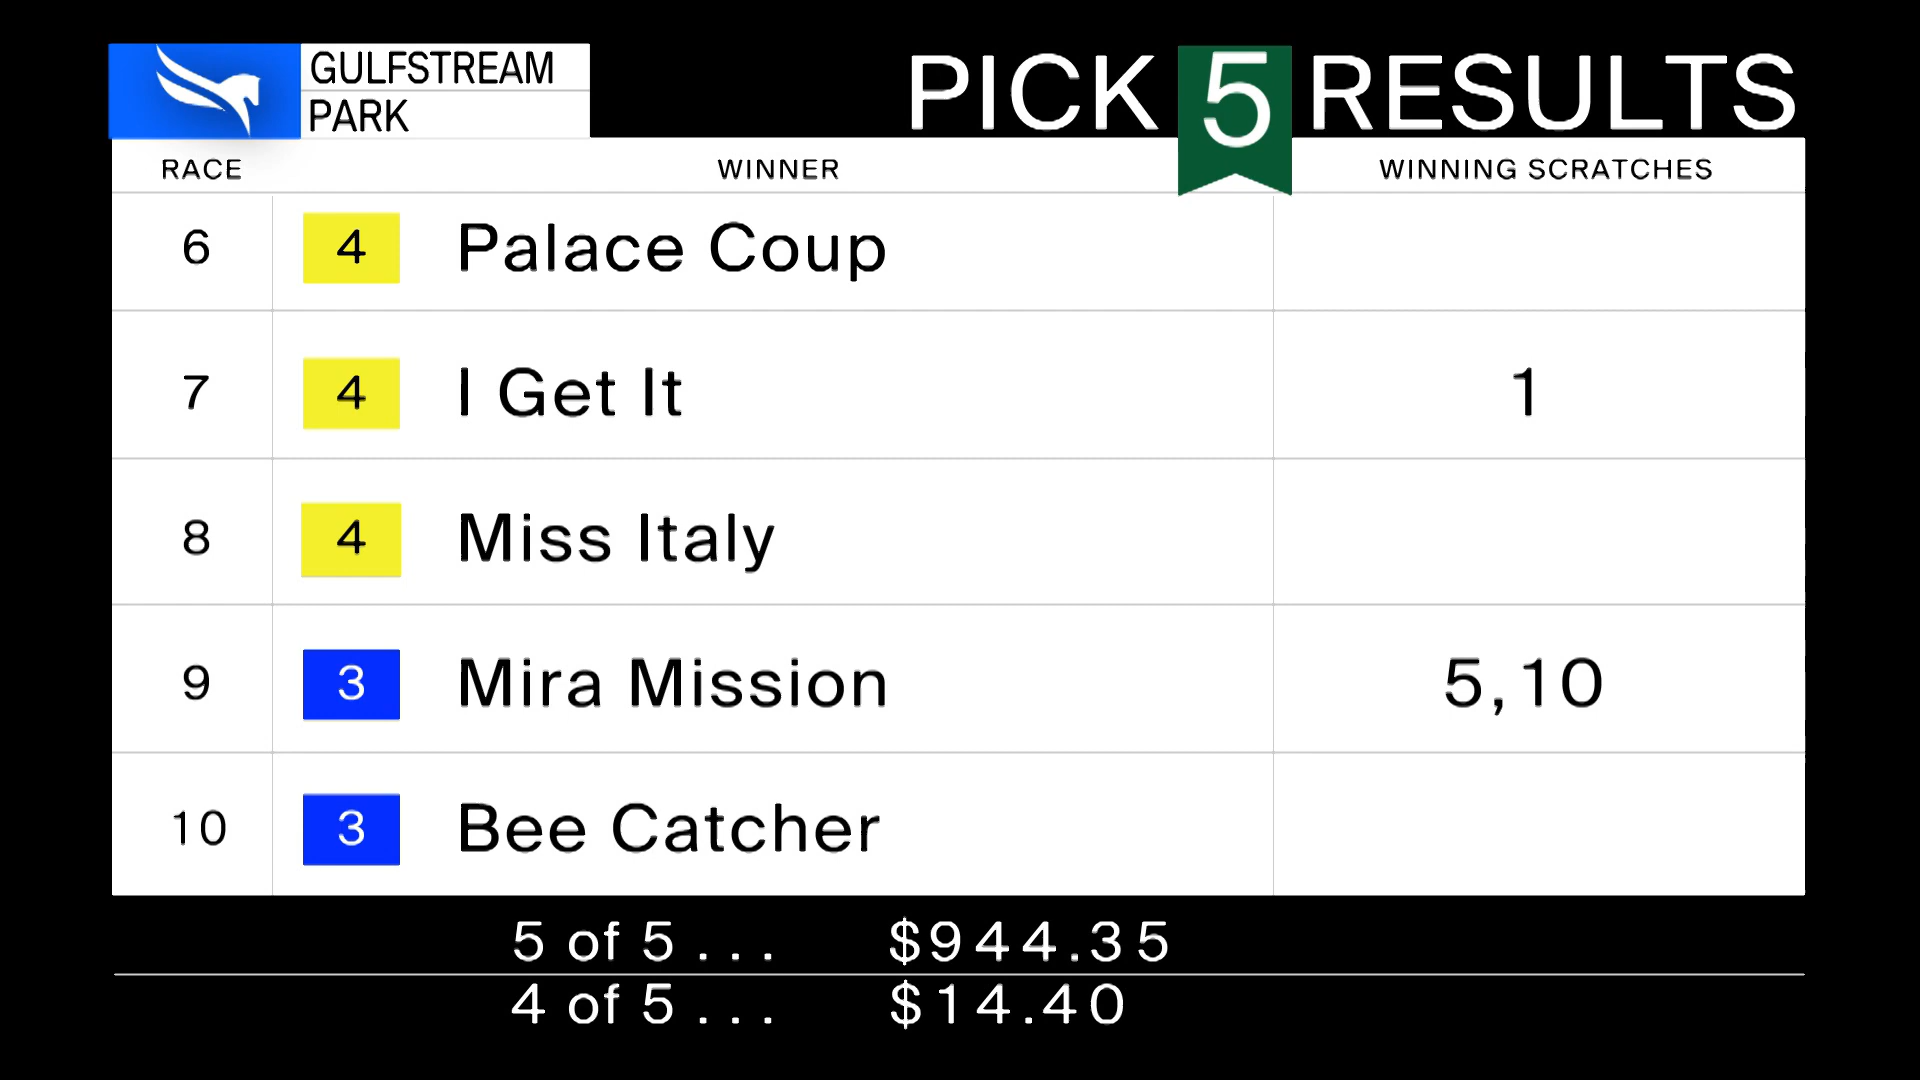 GULFSTREAM
PARK
PICK 5 RESULTS
RACE WINNER WINNING SCRATCHES
6 4 Palace Coup
7 4 I Get It 1
8 4 Miss Italy
9 3 Mira Mission 5,10
10 3 Bee Catcher
5 of 5 ... $944.35
4 of 5 ... $14.40